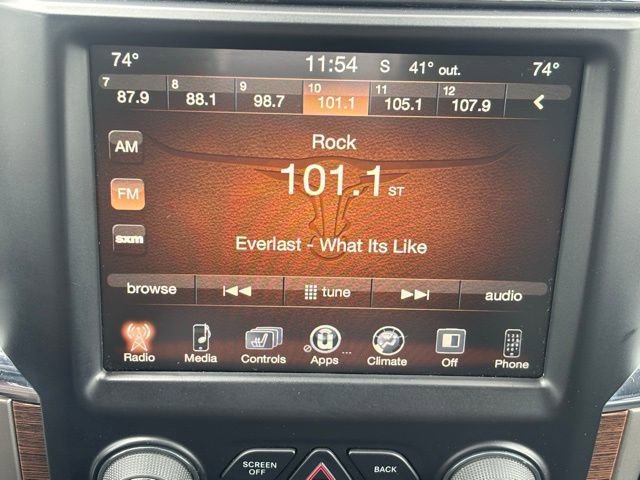 74° 11:54 S 41° out. 74°
7 87.9 8 88.1 9 98.7 10 101.1 11 105.1 12 107.9
AM
Rock
FM
101.1 ST
sxm
Everlast - What Its Like
browse tune audio
Radio Media Controls Apps Climate Off Phone
SCREEN OFF BACK